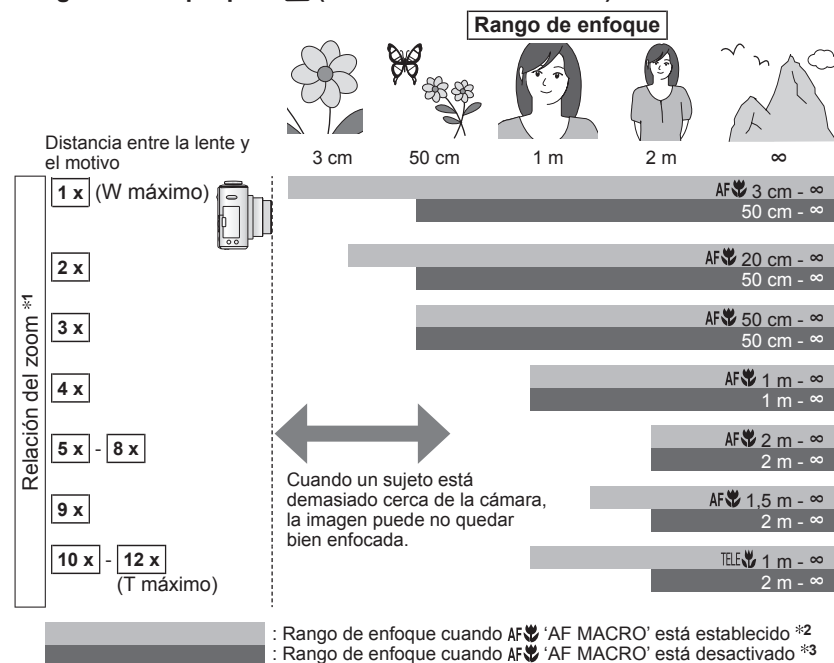 Rango de enfoque
Distancia entre la lente y
el motivo
3 cm
50 cm
1 m
2 m
∞
Relación del zoom *1
1 x (W máximo)
AF 3 cm - ∞
50 cm - ∞
2 x
AF 20 cm - ∞
50 cm - ∞
3 x
AF 50 cm - ∞
50 cm - ∞
4 x
AF 1 m - ∞
1 m - ∞
5 x - 8 x
AF 2 m - ∞
2 m - ∞
Cuando un sujeto está
demasiado cerca de la cámara,
la imagen puede no quedar
bien enfocada.
9 x
AF 1,5 m - ∞
2 m - ∞
10 x - 12 x
(T máximo)
TELE 1 m - ∞
2 m - ∞
: Rango de enfoque cuando AF 'AF MACRO' está establecido *2
: Rango de enfoque cuando AF 'AF MACRO' está desactivado *3